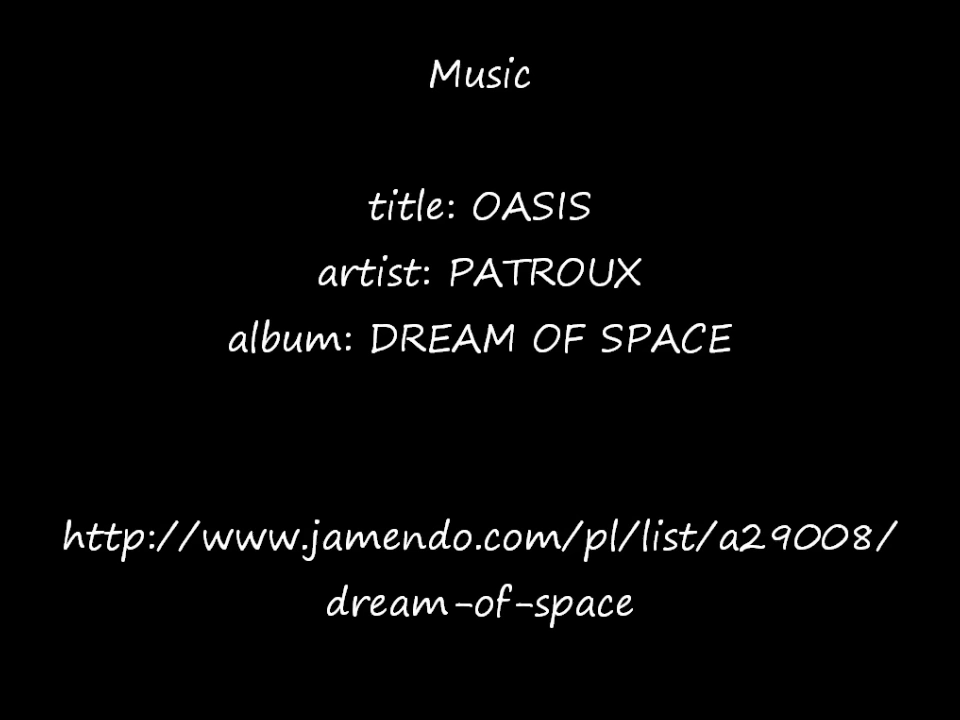 Music
title: OASIS
artist: PATROUX
album: DREAM OF SPACE
http://www.jamendo.com/pl/list/a29008/
dream-of-space